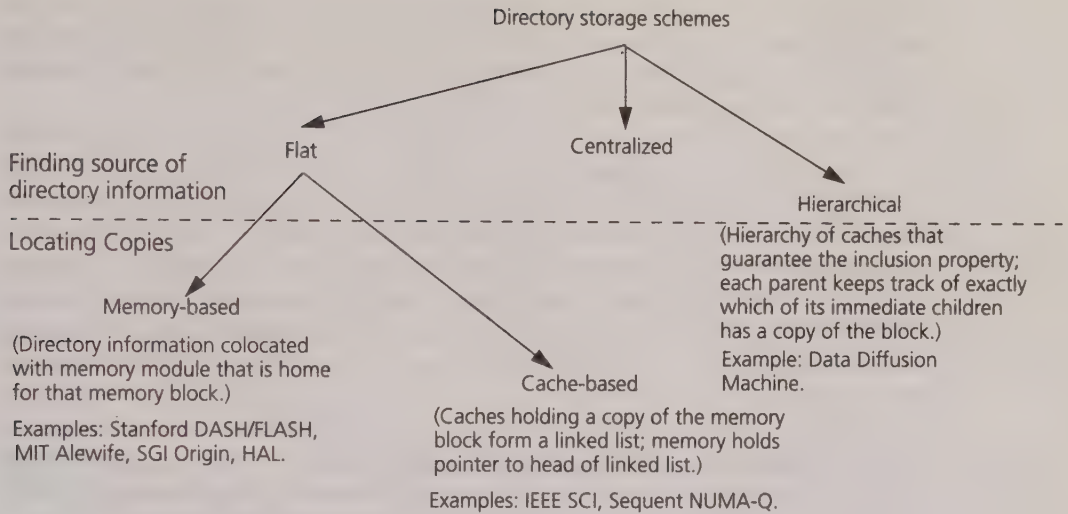 Directory storage schemes
Flat
Centralized
Hierarchical
Finding source of
directory information
Locating Copies
Memory-based
(Directory information colocated
with memory module that is home
for that memory block.)
Examples: Stanford DASH/FLASH,
MIT Alewife, SGI Origin, HAL.
Cache-based
(Caches holding a copy of the memory
block form a linked list; memory holds
pointer to head of linked list.)
Examples: IEEE SCI, Sequent NUMA-Q.
(Hierarchy of caches that
guarantee the inclusion property;
each parent keeps track of exactly
which of its immediate children
has a copy of the block.)
Example: Data Diffusion
Machine.